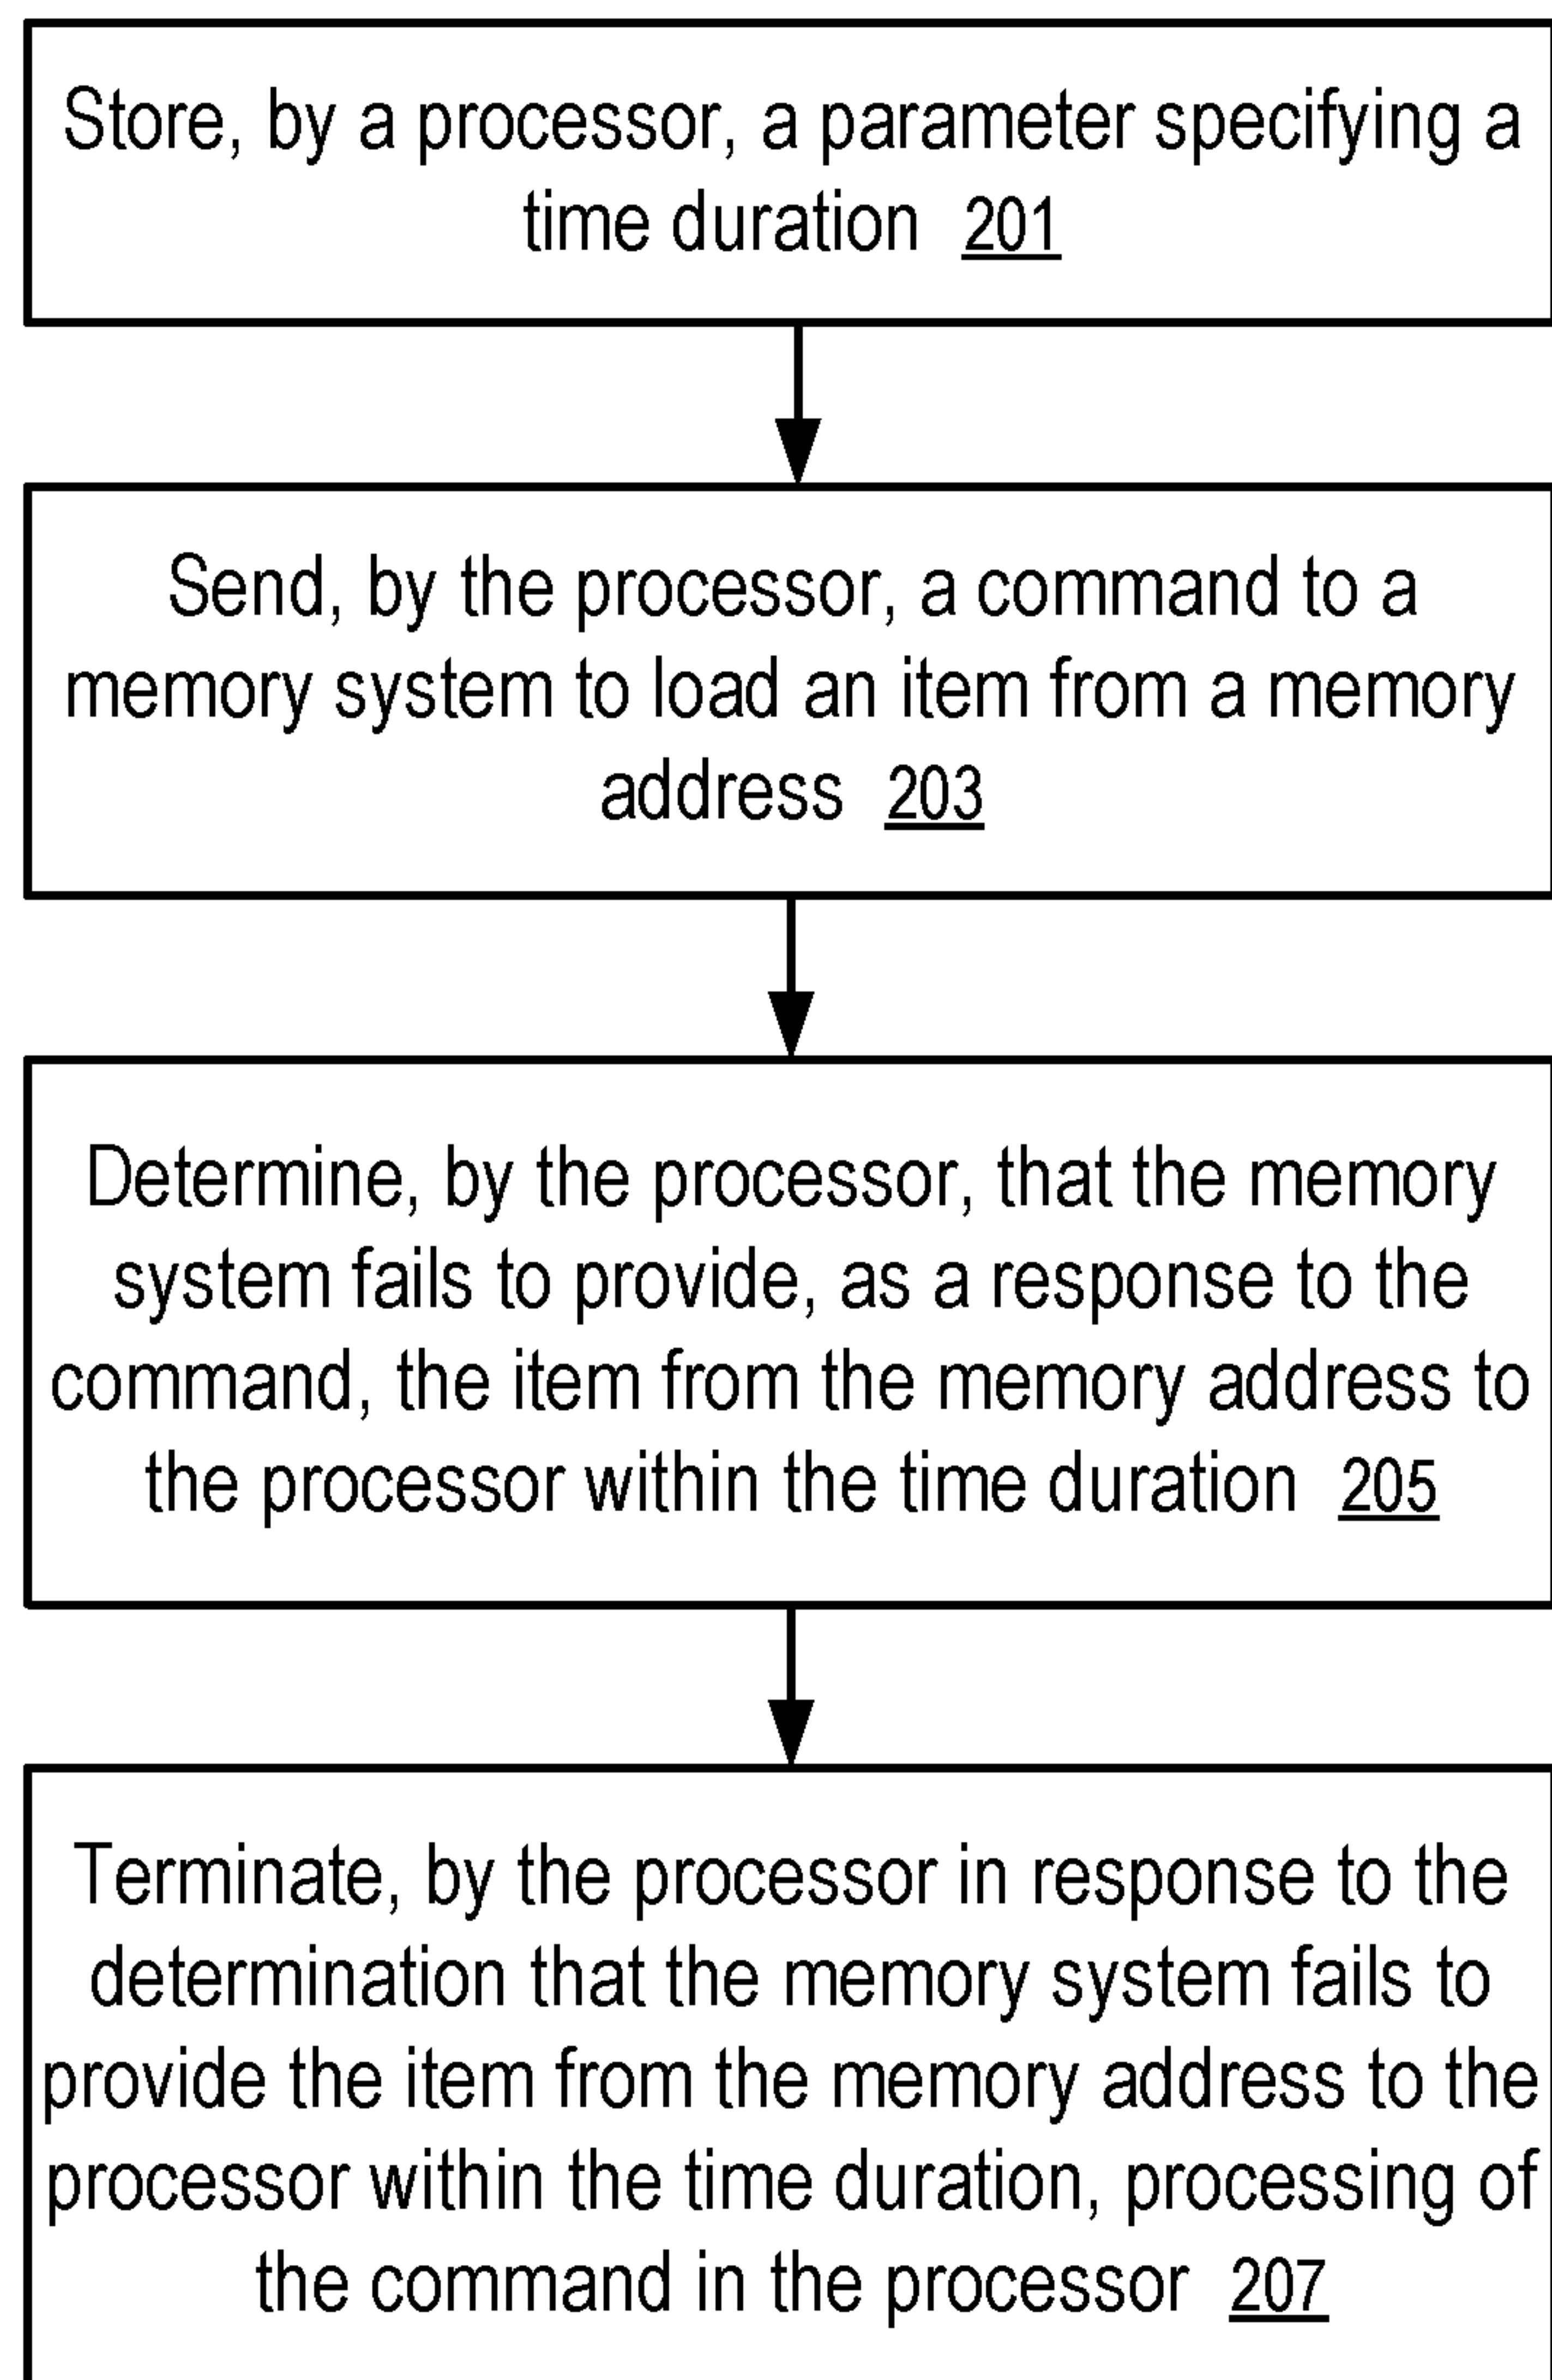 Store, by a processor, a parameter specifying a
time duration 201
Send, by the processor, a command to a
memory system to load an item from a memory
address 203
Determine, by the processor, that the memory
system fails to provide, as a response to the
command, the item from the memory address to
the processor within the time duration 205
Terminate, by the processor in response to the
determination that the memory system fails to
provide the item from the memory address to the
processor within the time duration, processing of
the command in the processor 207